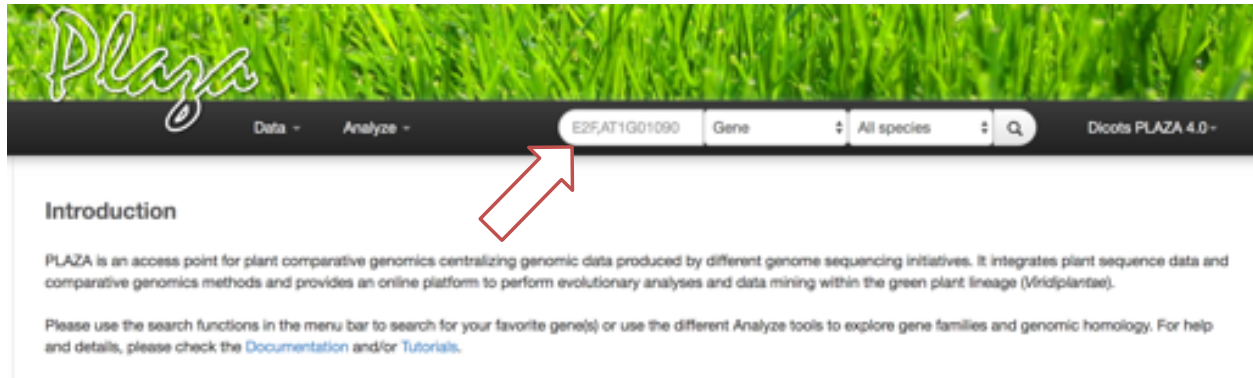 Plaza
Data
Analyze
E2F,AT1G01090
Gene
All species
Dicots PLAZA 4.0
Introduction
PLAZA is an access point for plant comparative genomics centralizing genomic data produced by different genome sequencing initiatives. It integrates plant sequence data and
comparative genomics methods and provides an online platform to perform evolutionary analyses and data mining within the green plant lineage (Viridiplantae).
Please use the search functions in the menu bar to search for your favorite gene(s) or use the different Analyze tools to explore gene families and genomic homology. For help
and details, please check the Documentation and/or Tutorials.